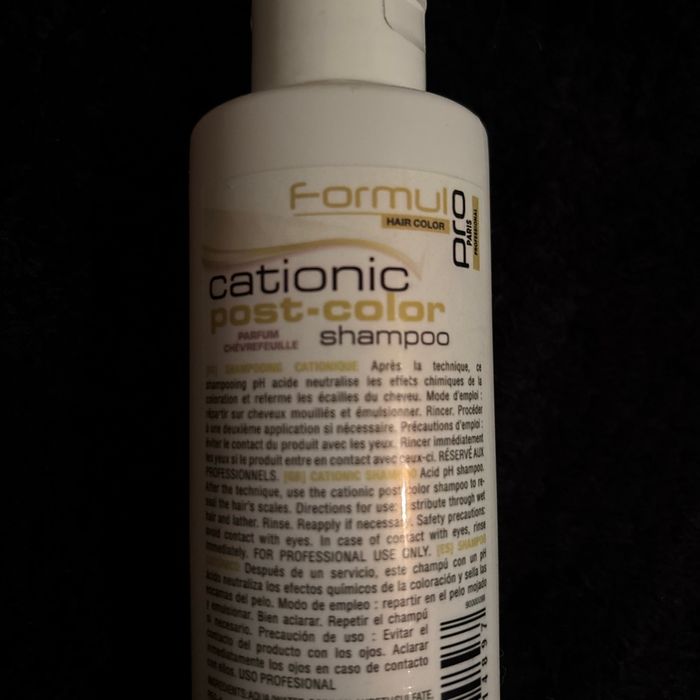 Formul pro
HAIR COLOR
PARIS
PROFESSIONAL
cationic
post-color
PARFUM
CHÈVREFEUILLE
shampoo
SHAMPOOING CATIONIQUE Après la technique, ce
shampooing pH acide neutralise les effets chimiques de la
coloration et referme les écailles du cheveu. Mode d'emploi :
répartir sur cheveux mouillés et émulsionner. Rincer. Procéder
à une deuxième application si nécessaire. Précautions d'emploi :
éviter le contact du produit avec les yeux. Rincer immédiatement
les yeux si le produit entre en contact avec ceux-ci. RÉSERVÉ AUX
PROFESSIONNELS. [GB] CATIONIC SHAMPOO Acid pH shampoo.
After the technique, use the cationic post color shampoo to re-
seal the hair's scales. Directions for use: distribute through wet
hair and lather. Rinse. Reapply if necessary. Safety precautions:
avoid contact with eyes. In case of contact with eyes, rinse
immediately. FOR PROFESSIONAL USE ONLY. [ES] SHAMPOO
Después de un servicio, este champú con un pH
ácido neutraliza los efectos químicos de la coloración y sella las
escamas del pelo. Modo de empleo : repartir en el pelo mojado
y emulsionar. Bien aclarar. Repetir el champú
si necesario. Precaución de uso : Evitar el
contacto del producto con los ojos. Aclarar
inmediatamente los ojos en caso de contacto
con ellos. USO PROFESIONAL
INGREDIENTS: AQUA